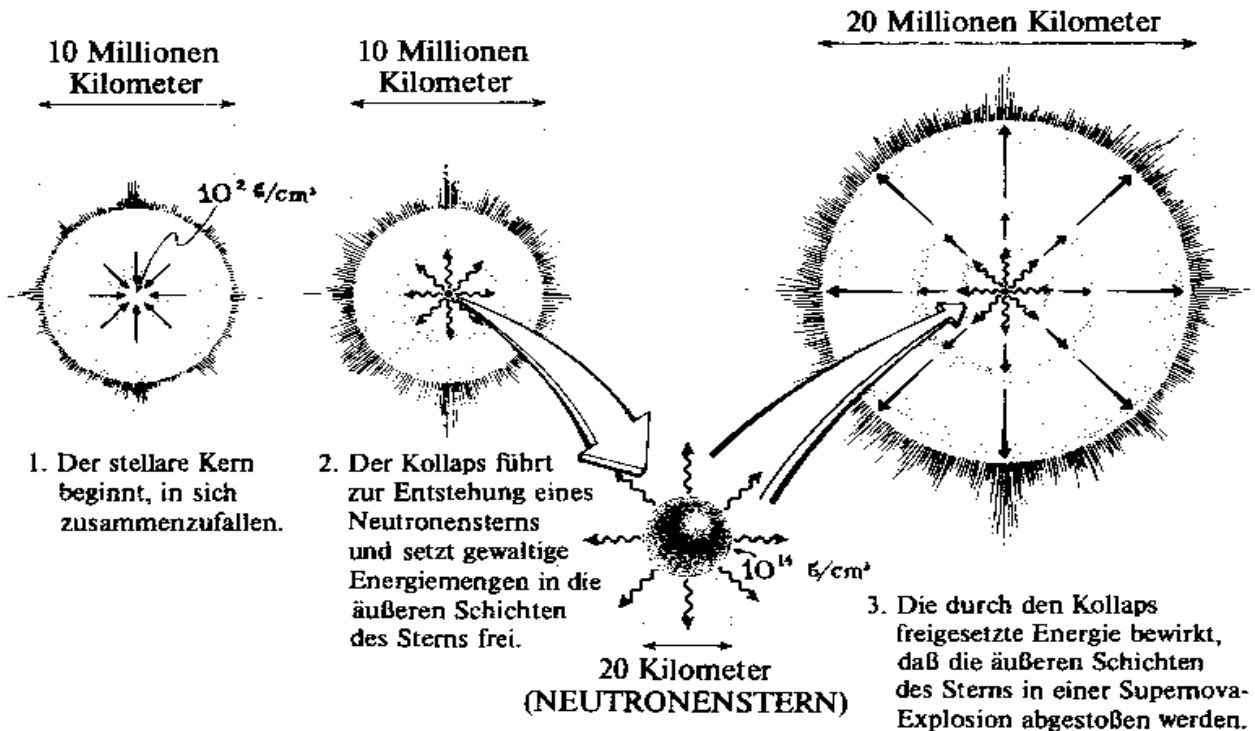 10 Millionen
Kilometer
10² g/cm³
1. Der stellare Kern
beginnt, in sich
zusammenzufallen.
10 Millionen
Kilometer
2. Der Kollaps führt
zur Entstehung eines
Neutronensterns
und setzt gewaltige
Energiemengen in die
äußeren Schichten
des Sterns frei.
10¹⁴ g/cm³
20 Kilometer
(NEUTRONENSTERN)
20 Millionen Kilometer
3. Die durch den Kollaps
freigesetzte Energie bewirkt,
daß die äußeren Schichten
des Sterns in einer Supernova-
Explosion abgestoßen werden.